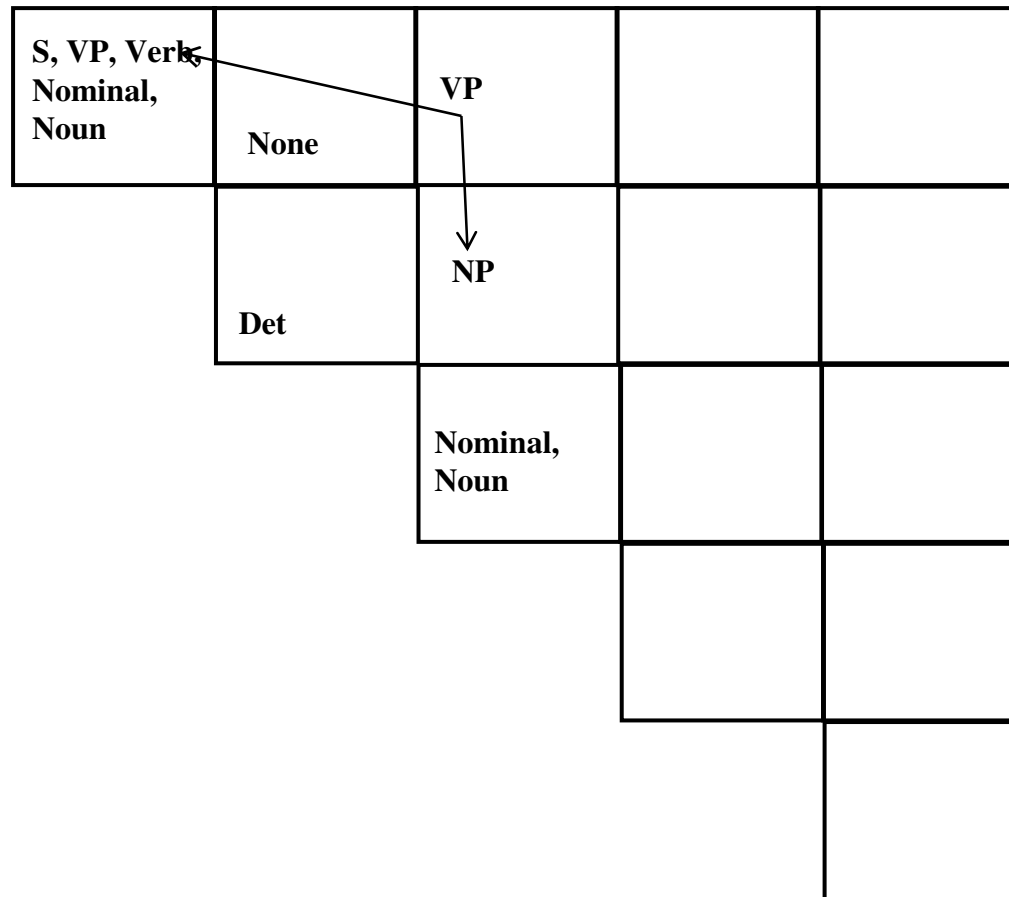 S, VP, Verb,
Nominal,
Noun
None
VP
Det
NP
Nominal,
Noun